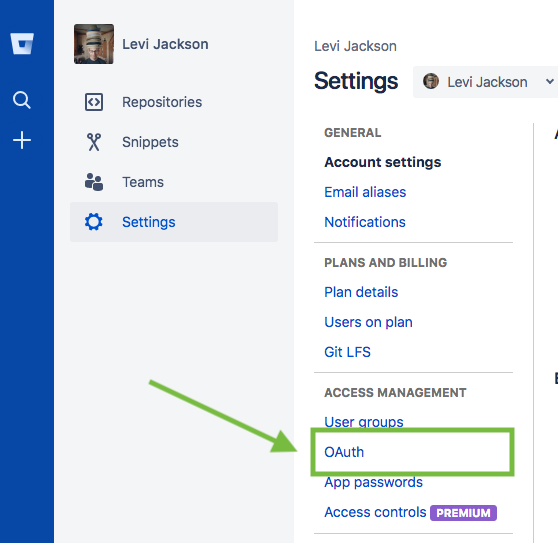 Levi Jackson
Repositories
Snippets
Teams
Settings
Levi Jackson
Settings
Levi Jackson
GENERAL
Account settings
Email aliases
Notifications
PLANS AND BILLING
Plan details
Users on plan
Git LFS
ACCESS MANAGEMENT
User groups
OAuth
App passwords
Access controls PREMIUM